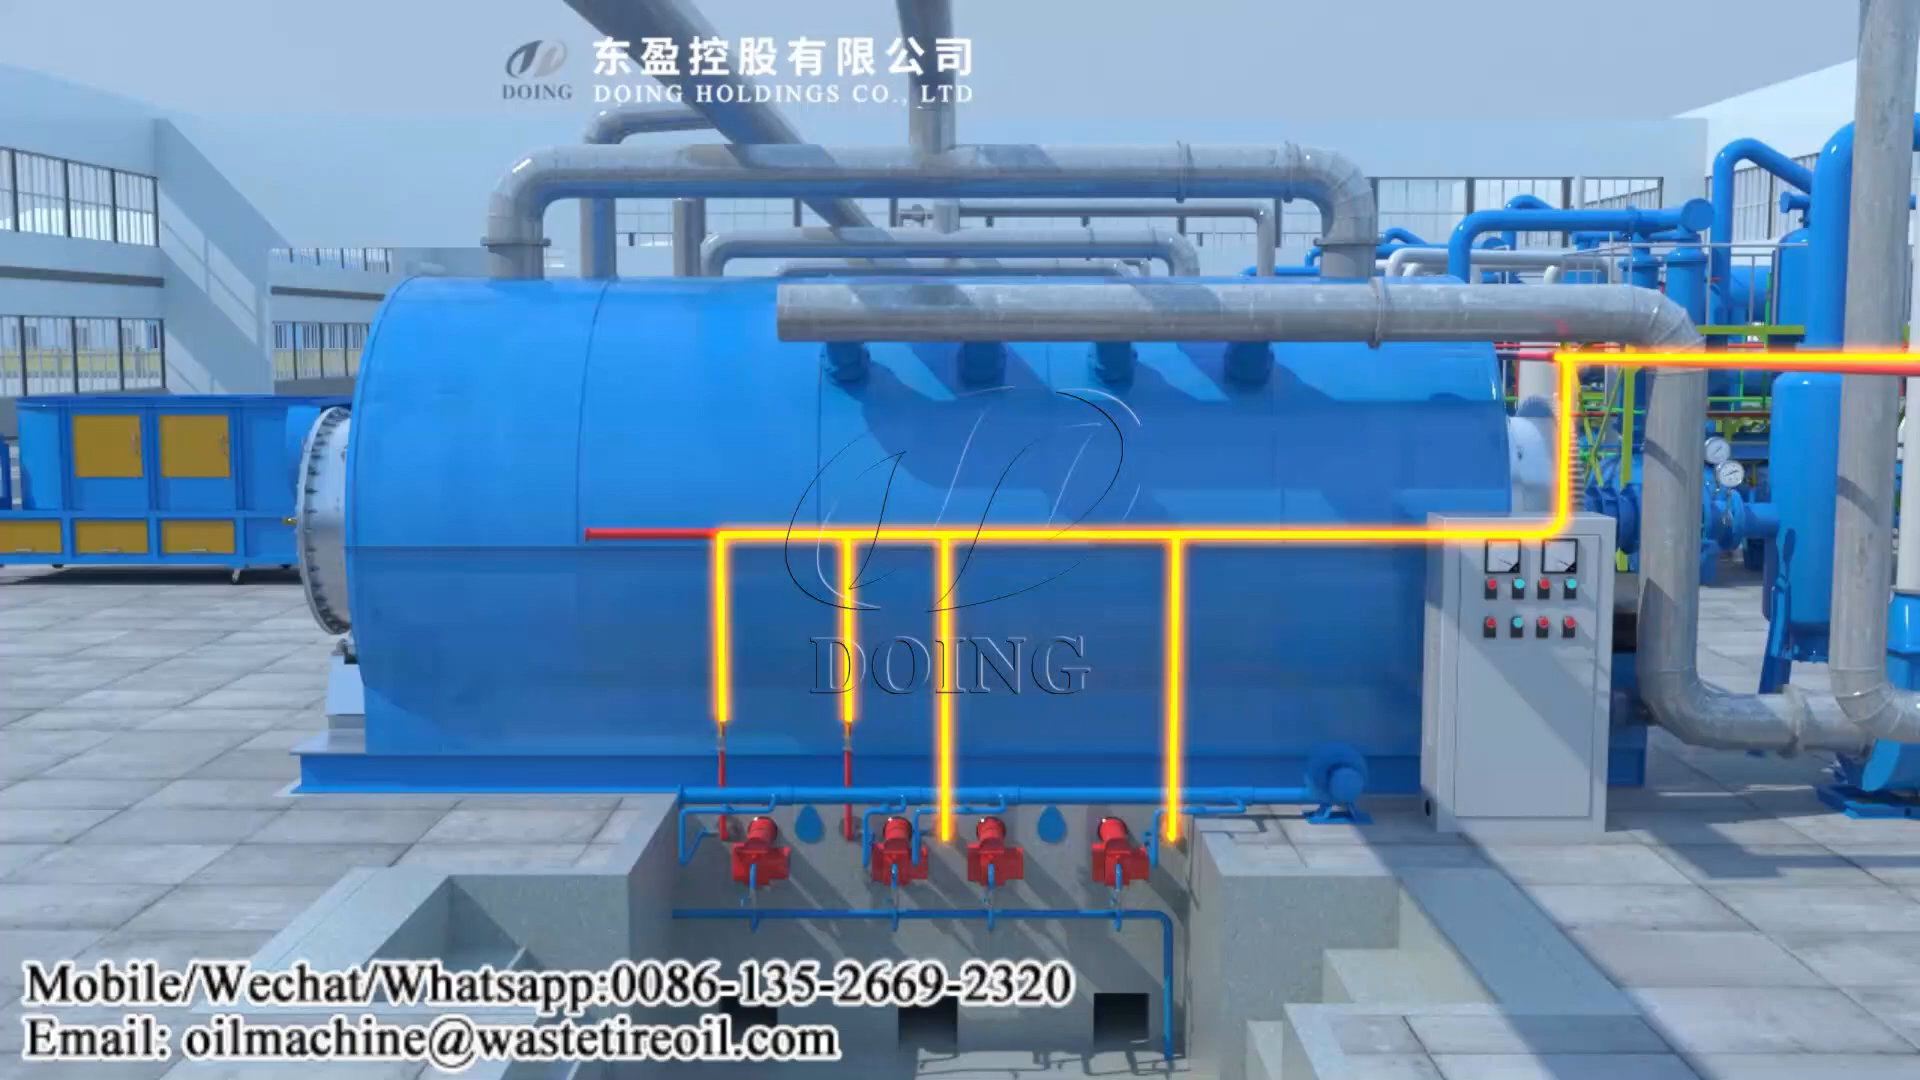 东盈控股有限公司
DOING
DOING HOLDINGS CO., LTD
DOING
Mobile/Wechat/Whatsapp:0086-135-2669-2320
Email: oilmachine@wastetireoil.com